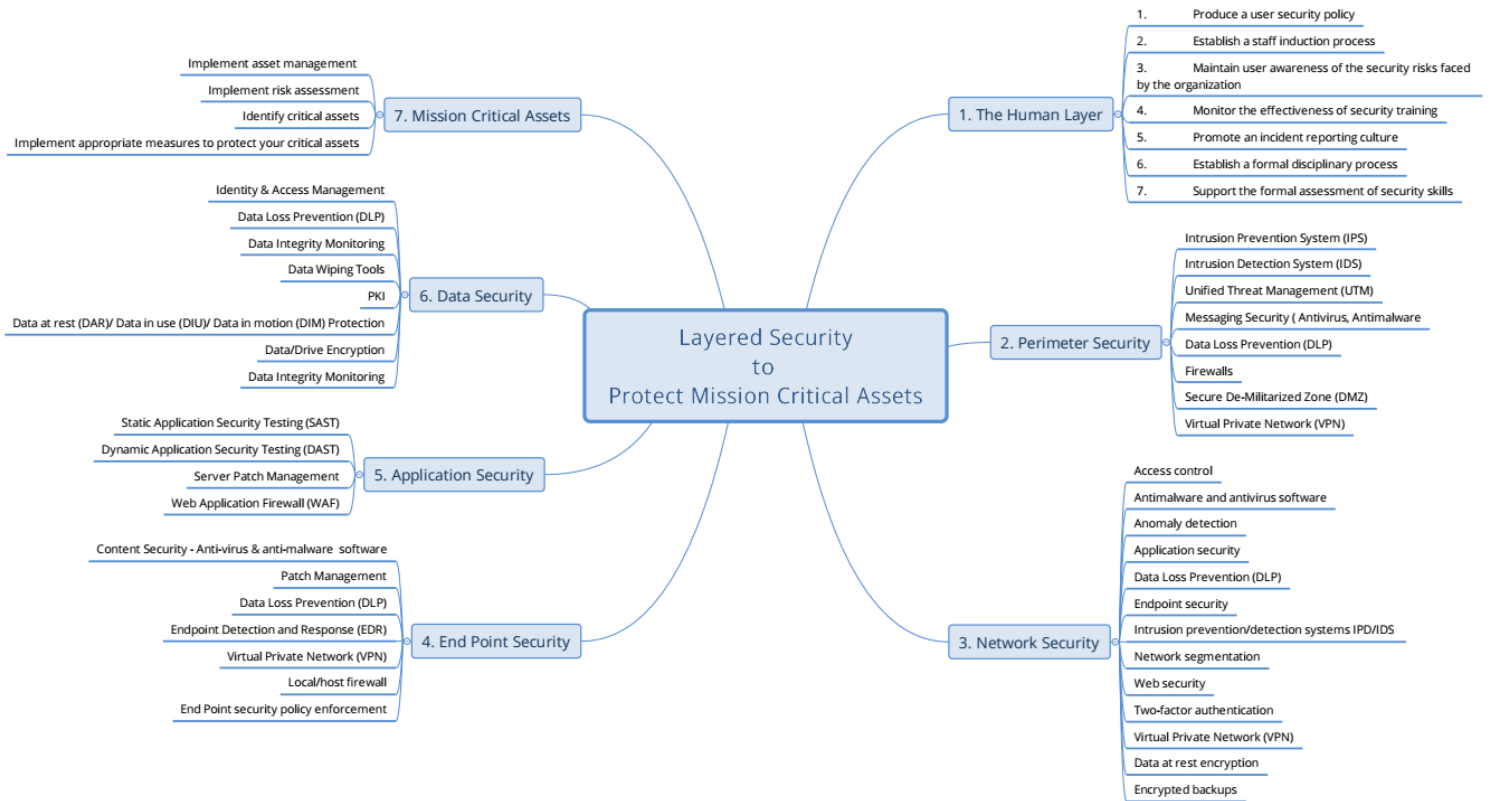 Layered Security
to
Protect Mission Critical Assets
1. The Human Layer
1. Produce a user security policy
2. Establish a staff induction process
3. Maintain user awareness of the security risks faced
by the organization
4. Monitor the effectiveness of security training
5. Promote an incident reporting culture
6. Establish a formal disciplinary process
7. Support the formal assessment of security skills
2. Perimeter Security
Intrusion Prevention System (IPS)
Intrusion Detection System (IDS)
Unified Threat Management (UTM)
Messaging Security ( Antivirus, Antimalware
Data Loss Prevention (DLP)
Firewalls
Secure De-Militarized Zone (DMZ)
Virtual Private Network (VPN)
3. Network Security
Access control
Antimalware and antivirus software
Anomaly detection
Application security
Data Loss Prevention (DLP)
Endpoint security
Intrusion prevention/detection systems IPD/IDS
Network segmentation
Web security
Two-factor authentication
Virtual Private Network (VPN)
Data at rest encryption
Encrypted backups
4. End Point Security
Content Security - Anti-virus & anti-malware software
Patch Management
Data Loss Prevention (DLP)
Endpoint Detection and Response (EDR)
Virtual Private Network (VPN)
Local/host firewall
End Point security policy enforcement
5. Application Security
Static Application Security Testing (SAST)
Dynamic Application Security Testing (DAST)
Server Patch Management
Web Application Firewall (WAF)
6. Data Security
Identity & Access Management
Data Loss Prevention (DLP)
Data Integrity Monitoring
Data Wiping Tools
PKI
Data at rest (DAR)/ Data in use (DIU)/ Data in motion (DIM) Protection
Data/Drive Encryption
Data Integrity Monitoring
7. Mission Critical Assets
Implement asset management
Implement risk assessment
Identify critical assets
Implement appropriate measures to protect your critical assets